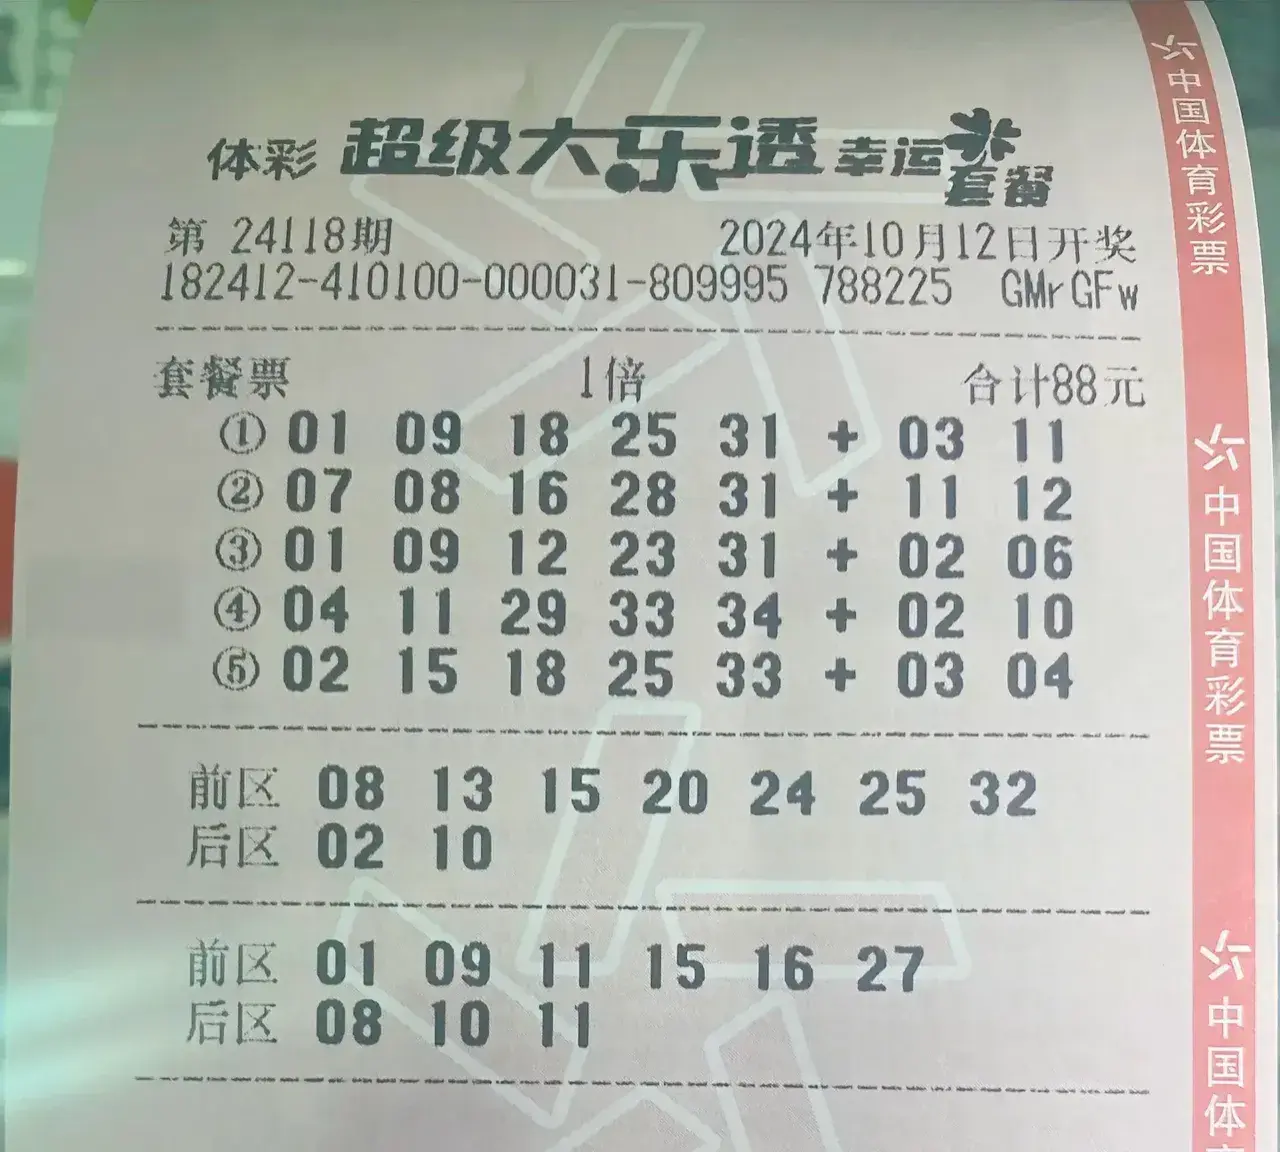 体彩 超级大乐透 幸运套餐
第 24118期 2024年10月12日开奖
182412-410100-000031-809995 788225 GMrGFw
套餐票 1倍 合计88元
① 01 09 18 25 31 + 03 11
② 07 08 16 28 31 + 11 12
③ 01 09 12 23 31 + 02 06
④ 04 11 29 33 34 + 02 10
⑤ 02 15 18 25 33 + 03 04
前区 08 13 15 20 24 25 32
后区 02 10
前区 01 09 11 15 16 27
后区 08 10 11
中国体育彩票
中国体育彩票
中国体